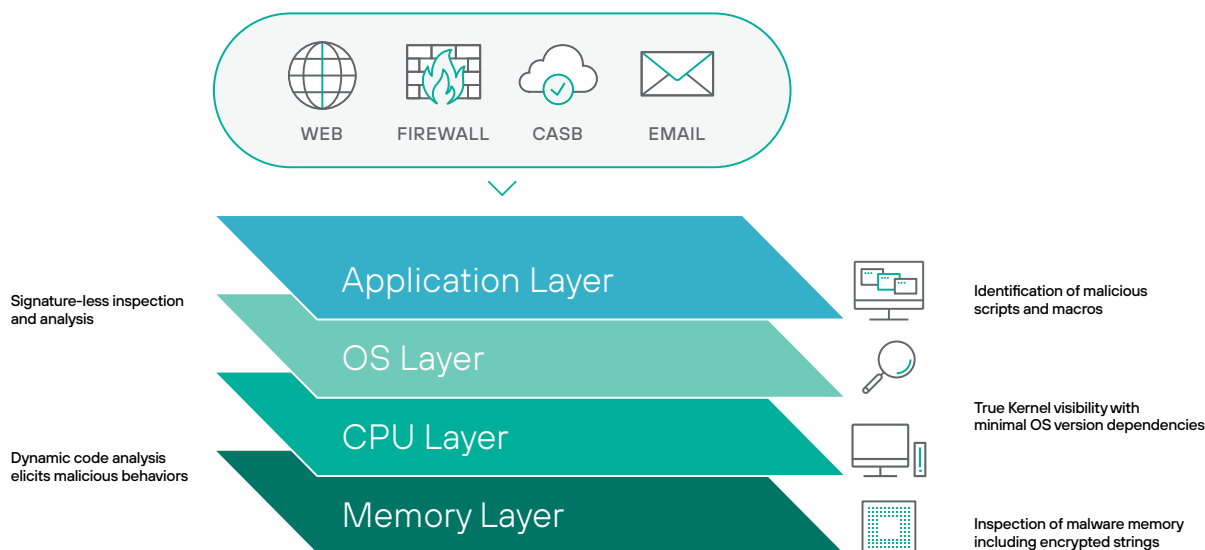 WEB
FIREWALL
CASB
EMAIL
Application Layer
Signature-less inspection
and analysis
Identification of malicious
scripts and macros
OS Layer
True Kernel visibility with
minimal OS version dependencies
CPU Layer
Dynamic code analysis
elicits malicious behaviors
Memory Layer
Inspection of malware memory
including encrypted strings